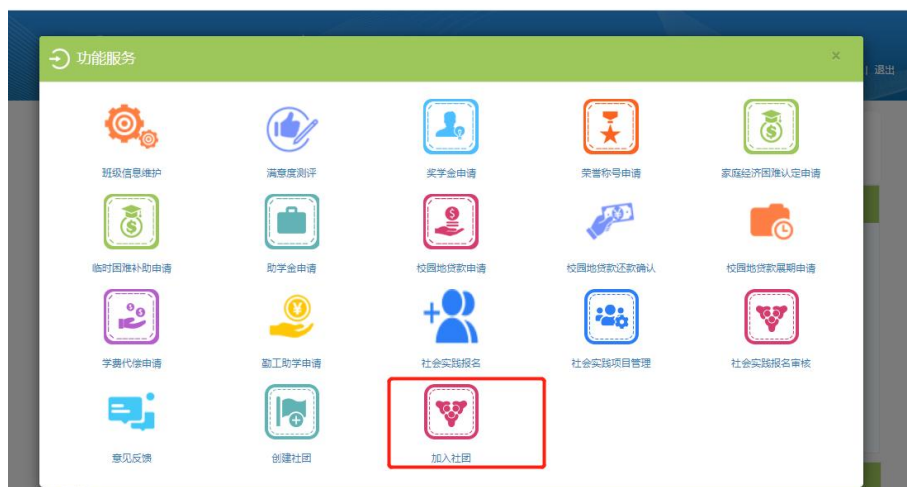 功能服务
×
| 退出
班级信息维护
满意度测评
奖学金申请
荣誉称号申请
家庭经济困难认定申请
临时困难补助申请
助学金申请
校园地贷款申请
校园地贷款还款确认
校园地贷款展期申请
学费代偿申请
勤工助学申请
社会实践报名
社会实践项目管理
社会实践报名审核
意见反馈
创建社团
加入社团